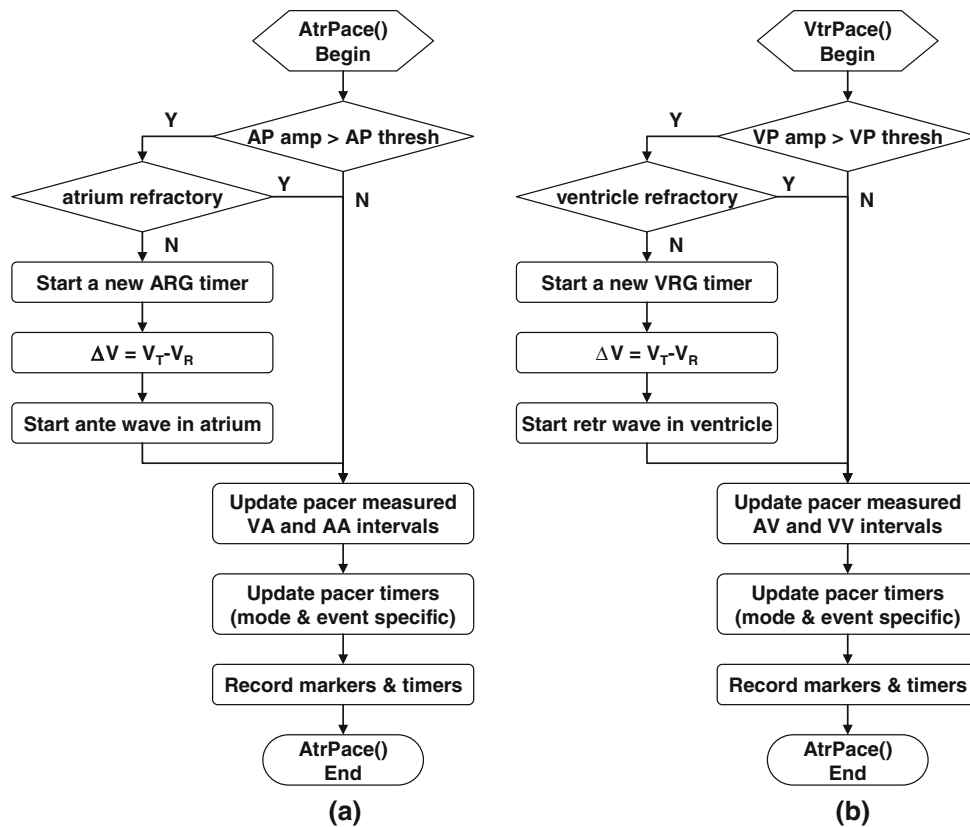 AtrPace()
Begin
Y
AP amp > AP thresh
atrium refractory
Y
N
N
Start a new ARG timer
ΔV = VT-VR
Start ante wave in atrium
Update pacer measured
VA and AA intervals
Update pacer timers
(mode & event specific)
Record markers & timers
AtrPace()
End
(a)
VtrPace()
Begin
Y
VP amp > VP thresh
ventricle refractory
Y
N
N
Start a new VRG timer
ΔV = VT-VR
Start retr wave in ventricle
Update pacer measured
AV and VV intervals
Update pacer timers
(mode & event specific)
Record markers & timers
AtrPace()
End
(b)